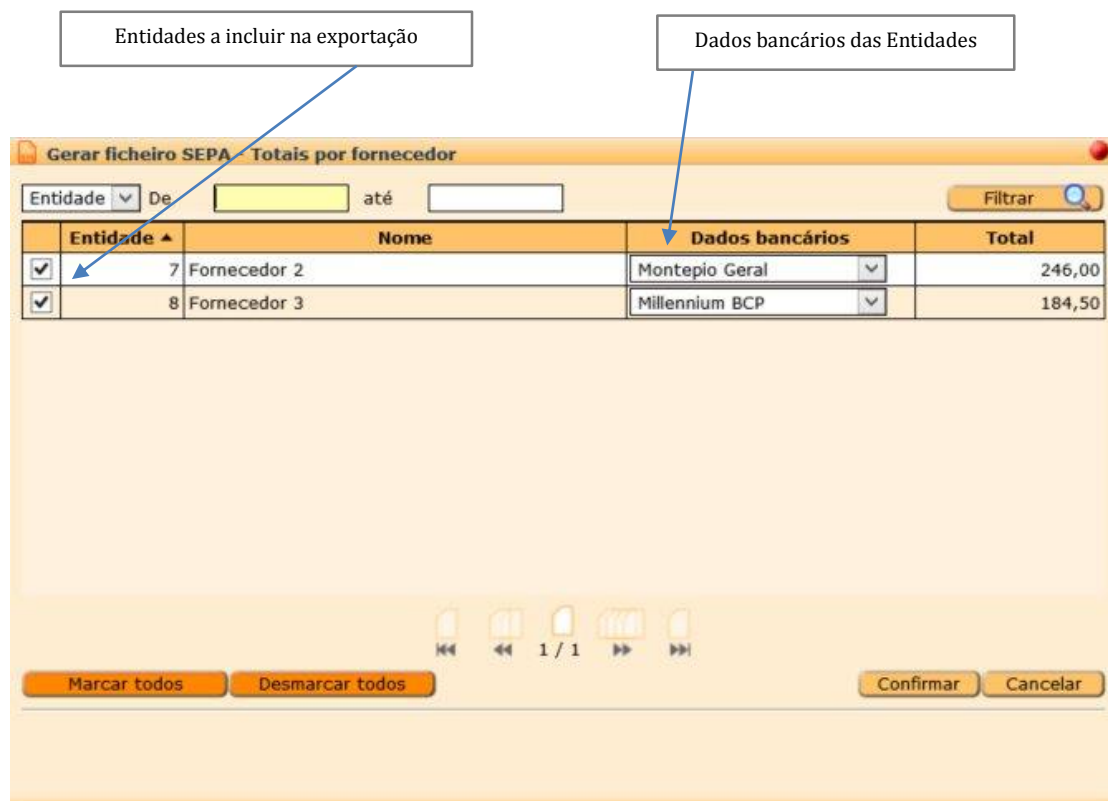 Entidades a incluir na exportação
Dados bancários das Entidades
Gerar ficheiro SEPA - Totais por fornecedor
Entidade De até Filtrar
Entidade Nome Dados bancários Total
7 Fornecedor 2 Montepio Geral 246,00
8 Fornecedor 3 Millennium BCP 184,50
1 / 1
Marcar todos Desmarcar todos Confirmar Cancelar